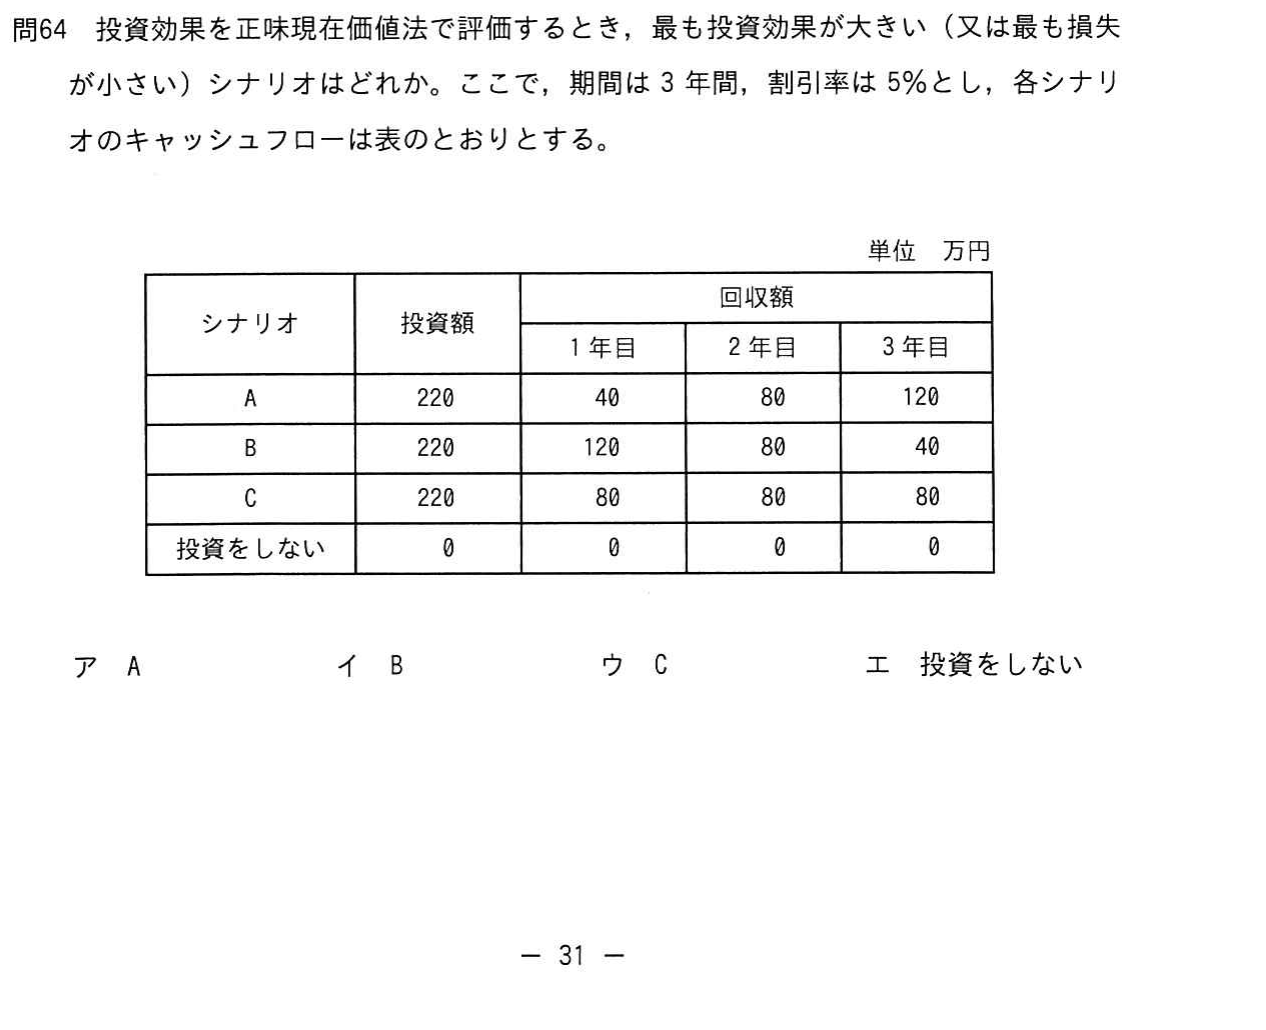 問64　投資効果を正味現在価値法で評価するとき，最も投資効果が大きい（又は最も損失
が小さい）シナリオはどれか。ここで，期間は 3 年間，割引率は 5％とし，各シナリ
オのキャッシュフローは表のとおりとする。
単位　万円
シナリオ　投資額　回収額
1 年目　2 年目　3 年目
A　220　40　80　120
B　220　120　80　40
C　220　80　80　80
投資をしない　0　0　0　0
ア　A　イ　B　ウ　C　エ　投資をしない
－ 31 －